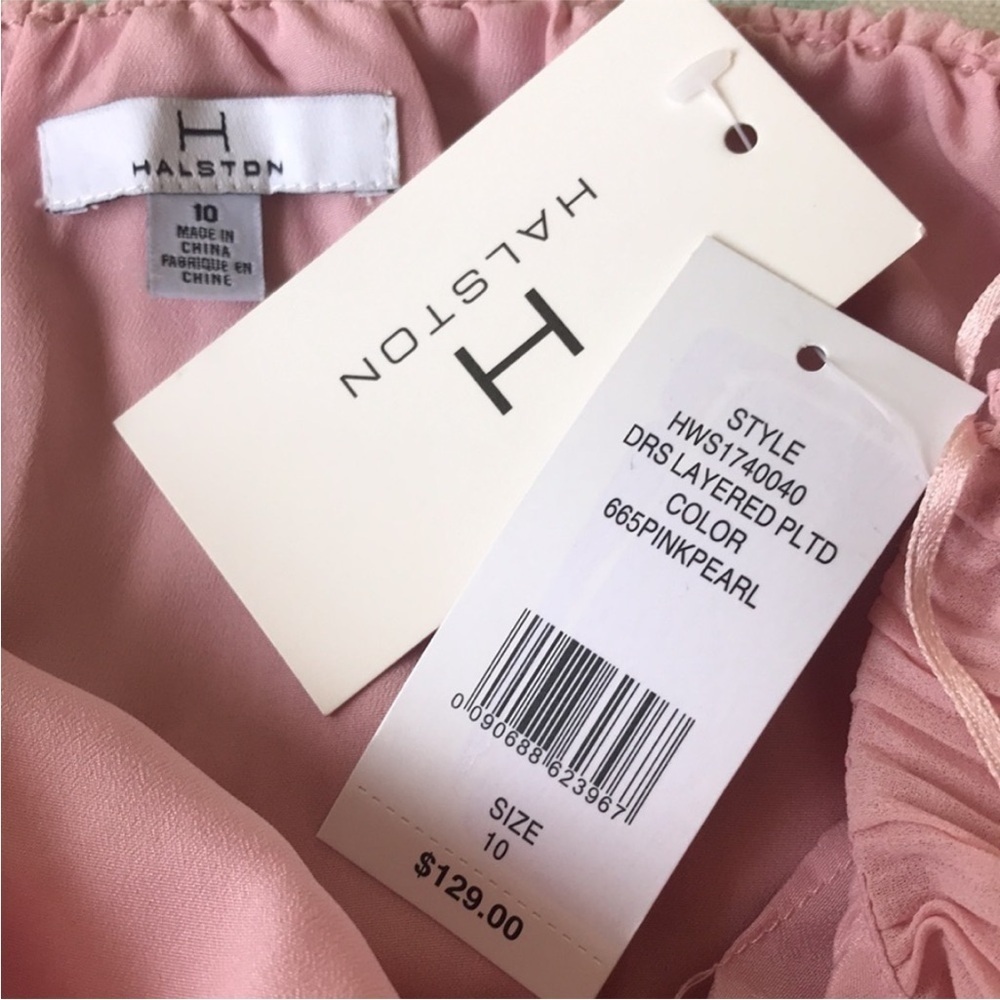 H
HALSTON
10
MADE IN
CHINA
FABRIQUE EN
CHINE
HALSTON
H
STYLE
HWS1740040
DRS LAYERED PLTD
COLOR
665PINKPEARL
0 090688 623967
SIZE
10
$129.00